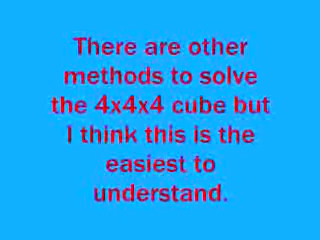 There are other
methods to solve
the 4x4x4 cube but
I think this is the
easiest to
understand.